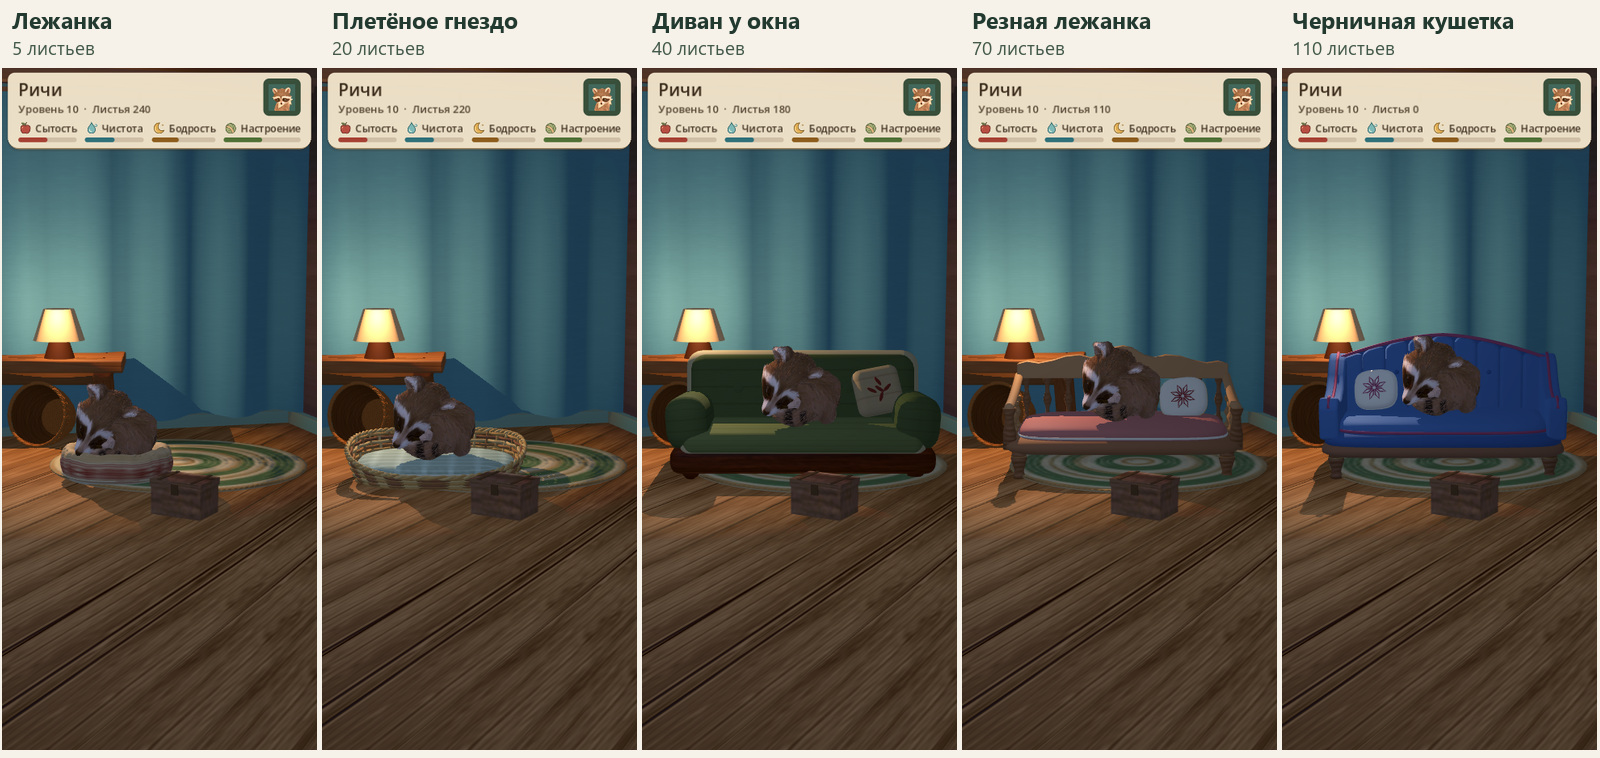 Лежанка
5 листьев
Ричи
Уровень 10 · Листья 240
Сытость Чистота Бодрость Настроение
Плетёное гнездо
20 листьев
Ричи
Уровень 10 · Листья 220
Сытость Чистота Бодрость Настроение
Диван у окна
40 листьев
Ричи
Уровень 10 · Листья 180
Сытость Чистота Бодрость Настроение
Резная лежанка
70 листьев
Ричи
Уровень 10 · Листья 110
Сытость Чистота Бодрость Настроение
Черничная кушетка
110 листьев
Ричи
Уровень 10 · Листья 0
Сытость Чистота Бодрость Настроение